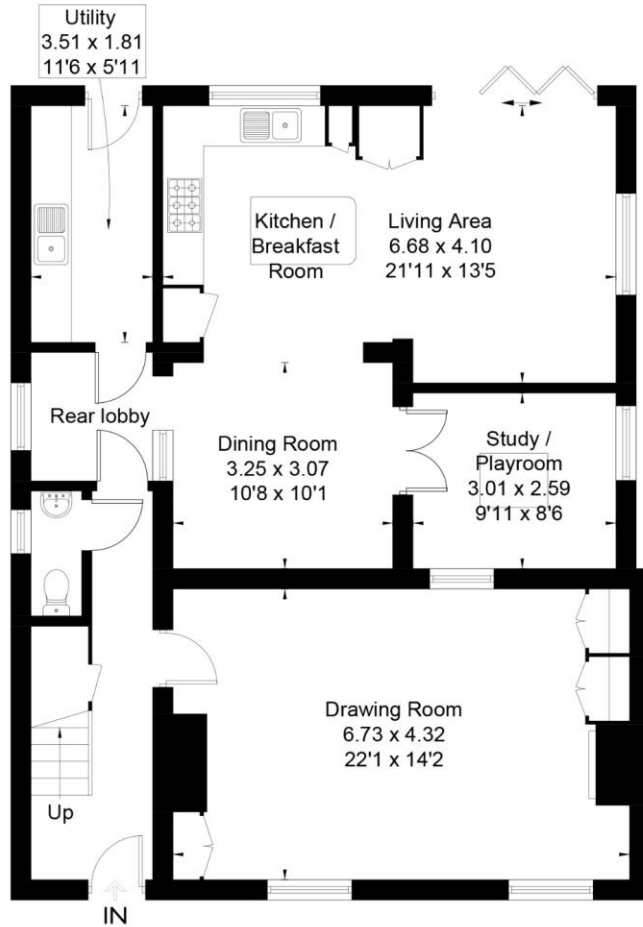 Utility
3.51 x 1.81
11'6 x 5'11
Kitchen /
Breakfast
Room
Living Area
6.68 x 4.10
21'11 x 13'5
Rear lobby
Dining Room
3.25 x 3.07
10'8 x 10'1
Study /
Playroom
3.01 x 2.59
9'11 x 8'6
Drawing Room
6.73 x 4.32
22'1 x 14'2
Up
IN